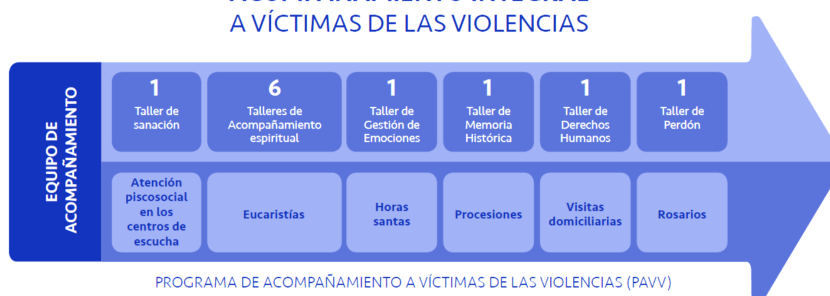 ACOMPAÑAMIENTO INTEGRAL
A VÍCTIMAS DE LAS VIOLENCIAS
EQUIPO DE
ACOMPAÑAMIENTO
1
Taller de
sanación
6
Talleres de
Acompañamiento
espiritual
1
Taller de
Gestión de
Emociones
1
Taller de
Memoria
Histórica
1
Taller de
Derechos
Humanos
1
Taller de
Perdón
Atención
piscosocial
en los
centros de
escucha
Eucaristías
Horas
santas
Procesiones
Visitas
domiciliarias
Rosarios
PROGRAMA DE ACOMPAÑAMIENTO A VÍCTIMAS DE LAS VIOLENCIAS (PAVV)